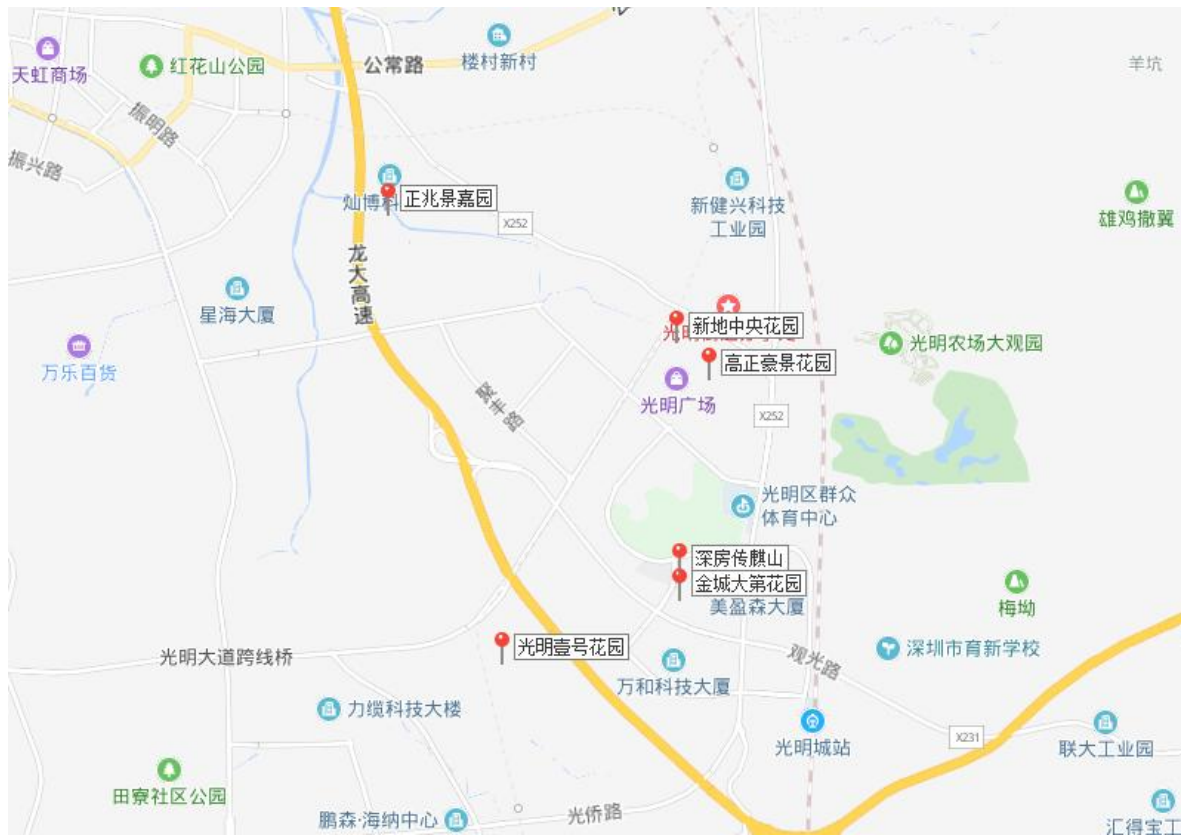 楼村新村
公常路
羊坑
红花山公园
天虹商场
振明路
振兴路
正兆景嘉园
灿博科
新健兴科技
工业园
雄鸡撒翼
X252
龙大高速
星海大厦
新地中央花园
光明
高正豪景花园
光明农场大观园
万乐百货
聚丰路
光明广场
X252
光明区群众
体育中心
深房传麒山
金城大第花园
美盈森大厦
梅坳
光明壹号花园
光明大道跨线桥
观光路
深圳市育新学校
万和科技大厦
力缆科技大楼
X231
光明城站
联大工业园
田寮社区公园
鹏森·海纳中心
光侨路
汇得宝工